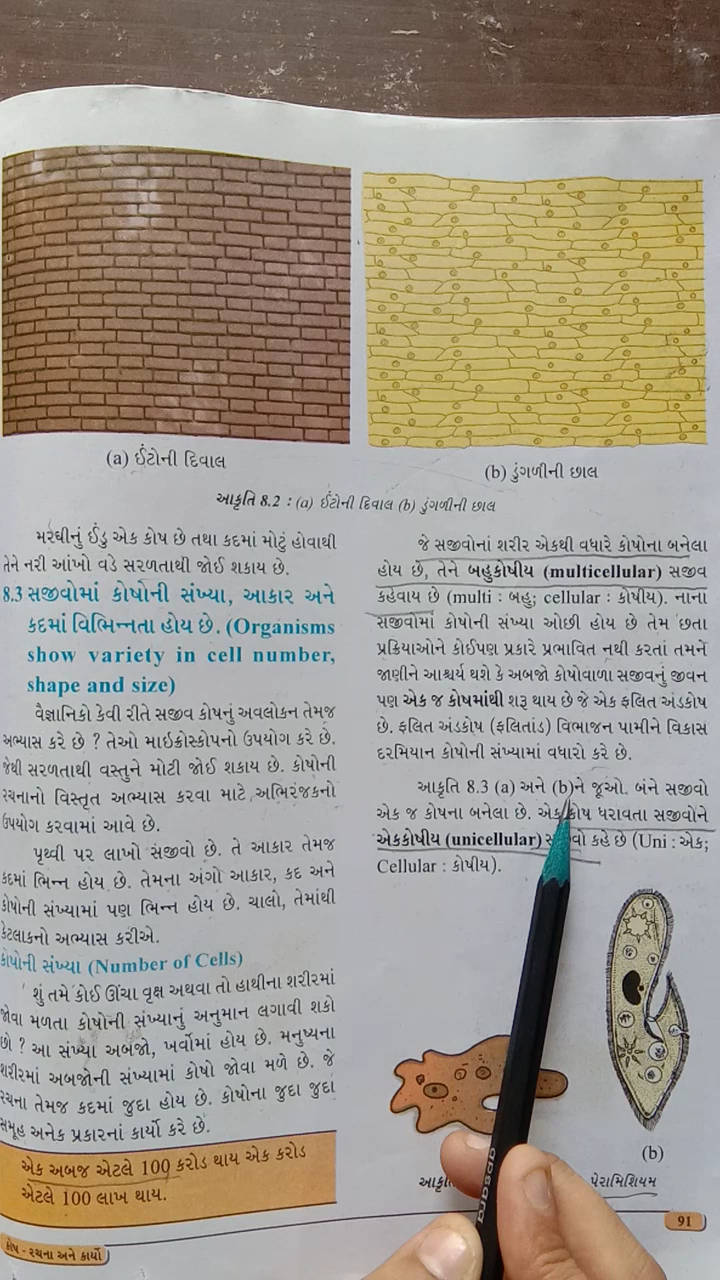 (a) ઈંટોની દિવાલ
(b) ડુંગળીની છાલ
આકૃતિ 8.2 : (a) ઈંટોની દિવાલ (b) ડુંગળીની છાલ
મરઘીનું ઈંડુ એક કોષ છે તથા કદમાં મોટું હોવાથી
તેને નરી આંખો વડે સરળતાથી જોઈ શકાય છે.
8.3 સજીવોમાં કોષોની સંખ્યા, આકાર અને
કદમાં વિભિન્નતા હોય છે. (Organisms
show variety in cell number,
shape and size)
વૈજ્ઞાનિકો કેવી રીતે સજીવ કોષનું અવલોકન તેમજ
અભ્યાસ કરે છે ? તેઓ માઇક્રોસ્કોપનો ઉપયોગ કરે છે.
જેથી સરળતાથી વસ્તુને મોટી જોઈ શકાય છે. કોષોની
રચનાનો વિસ્તૃત અભ્યાસ કરવા માટે અભિરંજકનો
ઉપયોગ કરવામાં આવે છે.
પૃથ્વી પર લાખો સજીવો છે. તે આકાર તેમજ
કદમાં ભિન્ન હોય છે. તેમના અંગો આકાર, કદ અને
કોષોની સંખ્યામાં પણ ભિન્ન હોય છે. ચાલો, તેમાંથી
કેટલાકનો અભ્યાસ કરીએ.
કોષોની સંખ્યા (Number of Cells)
શું તમે કોઈ ઊંચા વૃક્ષ અથવા તો હાથીના શરીરમાં
જોવા મળતા કોષોની સંખ્યાનું અનુમાન લગાવી શકો
છો ? આ સંખ્યા અબજો, ખર્વોમાં હોય છે. મનુષ્યના
શરીરમાં અબજોની સંખ્યામાં કોષો જોવા મળે છે. જે
રચના તેમજ કદમાં જુદા હોય છે. કોષોના જુદા જુદા
સમૂહ અનેક પ્રકારનાં કાર્યો કરે છે.
એક અબજ એટલે 100 કરોડ થાય એક કરોડ
એટલે 100 લાખ થાય.
જે સજીવોનાં શરીર એકથી વધારે કોષોના બનેલા
હોય છે, તેને બહુકોષીય (multicellular) સજીવ
કહેવાય છે (multi : બહુ; cellular : કોષીય). નાના
સજીવોમાં કોષોની સંખ્યા ઓછી હોય છે તેમ છતા
પ્રક્રિયાઓને કોઈપણ પ્રકારે પ્રભાવિત નથી કરતાં તમને
જાણીને આશ્ચર્ય થશે કે અબજો કોષોવાળા સજીવનું જીવન
પણ એક જ કોષમાંથી શરૂ થાય છે જે એક ફલિત અંડકોષ
છે. ફલિત અંડકોષ (ફલિતાંડ) વિભાજન પામીને વિકાસ
દરમિયાન કોષોની સંખ્યામાં વધારો કરે છે.
આકૃતિ 8.3 (a) અને (b)ને જૂઓ. બંને સજીવો
એક જ કોષના બનેલા છે. એક કોષ ધરાવતા સજીવોને
એકકોષીય (unicellular) કહે છે (Uni : એક;
Cellular : કોષીય).
(b)
પેરામિશિયમ
apsara
91
કોષ - રચના અને કાર્યો